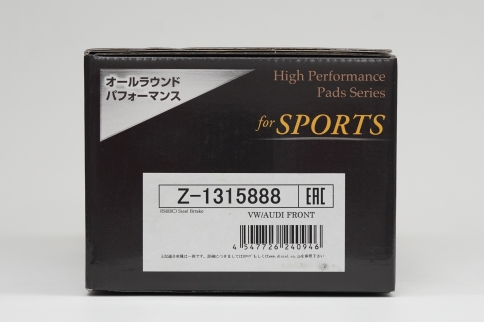 オールラウンド
パフォーマンス
High Performance
Pads Series
for SPORTS
Z-1315888 EAC
VW/AUDI FRONT
4 547726 240946